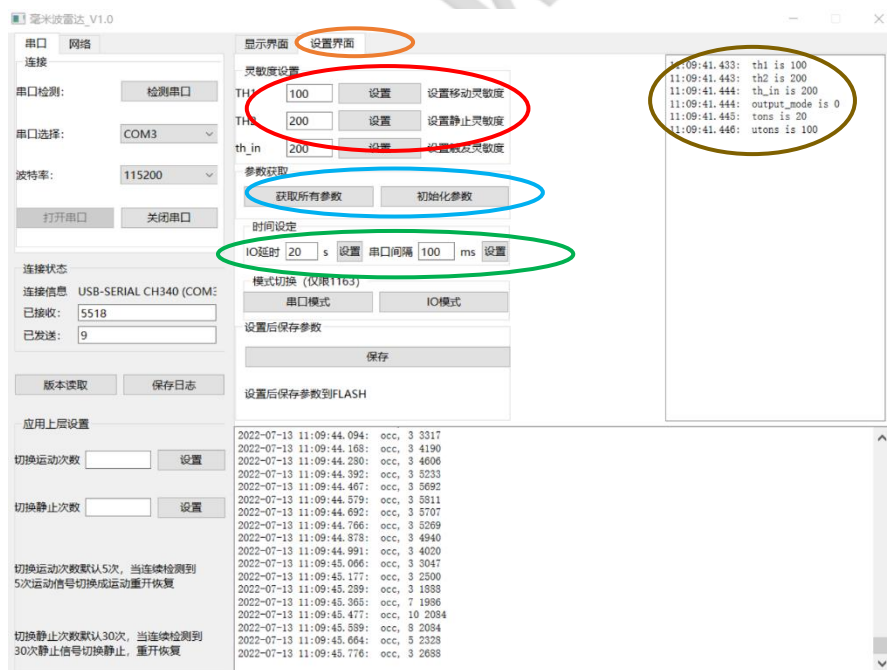 毫米波雷达_V1.0
串口 网络
连接
串口检测: 检测串口
串口选择: COM3
波特率: 115200
打开串口 关闭串口
连接状态
连接信息 USB-SERIAL CH340 (COM3
已接收: 5518
已发送: 9
版本读取 保存日志
应用上层设置
切换运动次数 设置
切换静止次数 设置
切换运动次数默认5次，当连续检测到
5次运动信号切换成运动重开恢复
切换静止次数默认30次，当连续检测到
30次静止信号切换静止，重开恢复
显示界面 设置界面
灵敏度设置
TH1 100 设置 设置移动灵敏度
TH2 200 设置 设置静止灵敏度
th_in 200 设置 设置触发灵敏度
参数获取
获取所有参数 初始化参数
时间设定
IO延时 20 s 设置 串口间隔 100 ms 设置
模式切换（仅限1163)
串口模式 IO模式
设置后保存参数
保存
设置后保存参数到FLASH
11:09:41.433: th1 is 100
11:09:41.443: th2 is 200
11:09:41.444: th_in is 200
11:09:41.444: output_mode is 0
11:09:41.445: tons is 20
11:09:41.446: utons is 100
2022-07-13 11:09:44.094: occ, 3 3317
2022-07-13 11:09:44.168: occ, 3 4190
2022-07-13 11:09:44.280: occ, 3 4606
2022-07-13 11:09:44.392: occ, 3 5233
2022-07-13 11:09:44.467: occ, 3 5692
2022-07-13 11:09:44.579: occ, 3 5811
2022-07-13 11:09:44.692: occ, 3 5707
2022-07-13 11:09:44.766: occ, 3 5269
2022-07-13 11:09:44.878: occ, 3 4940
2022-07-13 11:09:44.991: occ, 3 4020
2022-07-13 11:09:45.066: occ, 3 3047
2022-07-13 11:09:45.177: occ, 3 2500
2022-07-13 11:09:45.289: occ, 3 1888
2022-07-13 11:09:45.365: occ, 7 1986
2022-07-13 11:09:45.477: occ, 10 2084
2022-07-13 11:09:45.589: occ, 8 2084
2022-07-13 11:09:45.664: occ, 5 2328
2022-07-13 11:09:45.776: occ, 3 2688